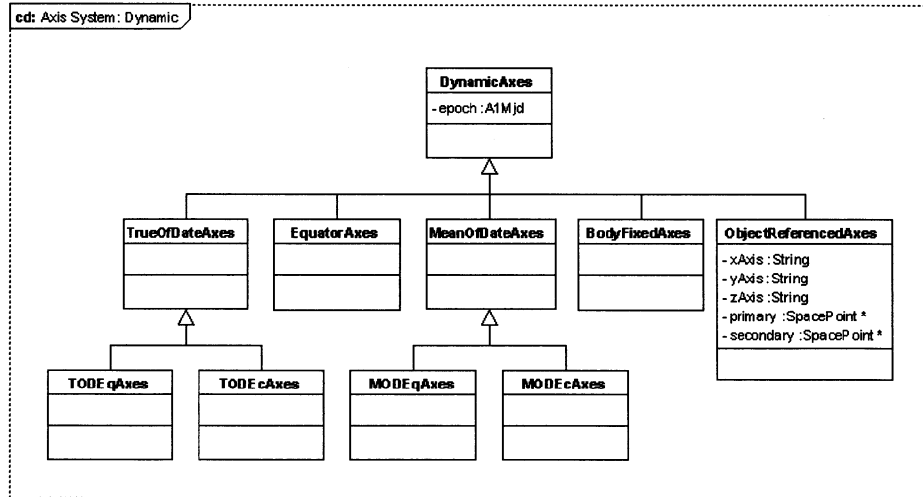 cd: Axis System: Dynamic
DynamicAxes
- epoch :A1Mjd
TrueOfDateAxes
EquatorAxes
MeanOfDateAxes
BodyFixedAxes
ObjectReferencedAxes
- xAxis :String
- yAxis :String
- zAxis :String
- primary :SpacePoint *
- secondary :SpacePoint *
TODEqAxes
TODEcAxes
MODEqAxes
MODEcAxes